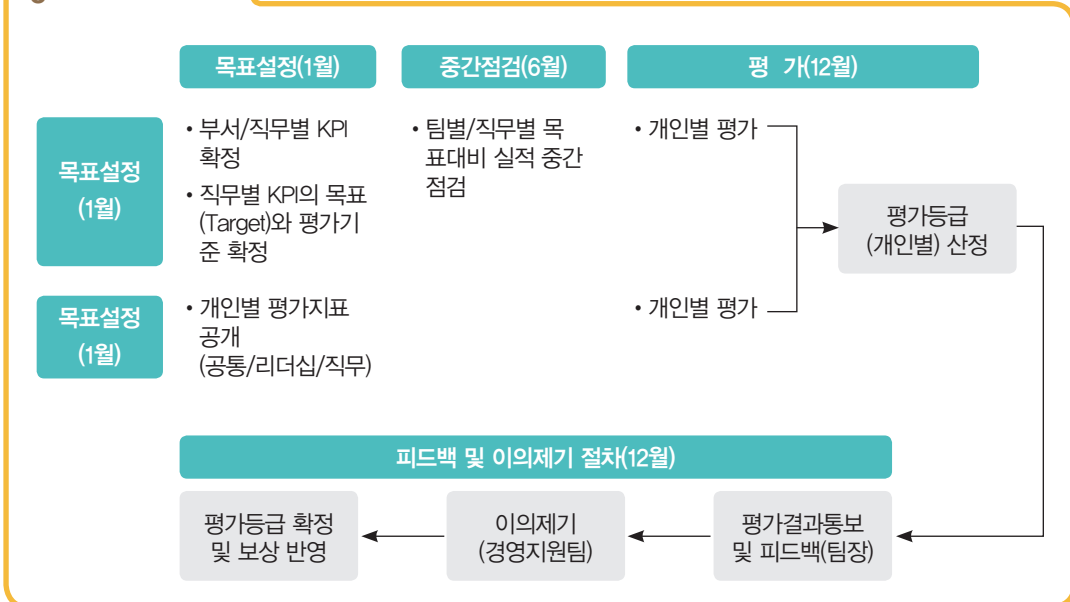 목표설정(1월)
중간점검(6월)
평 가(12월)
목표설정
(1월)
• 부서/직무별 KPI
확정
• 직무별 KPI의 목표
(Target)와 평가기
준 확정
• 팀별/직무별 목
표대비 실적 중간
점검
• 개인별 평가
평가등급
(개인별) 산정
목표설정
(1월)
• 개인별 평가지표
공개
(공통/리더십/직무)
• 개인별 평가
피드백 및 이의제기 절차(12월)
평가등급 확정
및 보상 반영
이의제기
(경영지원팀)
평가결과통보
및 피드백(팀장)